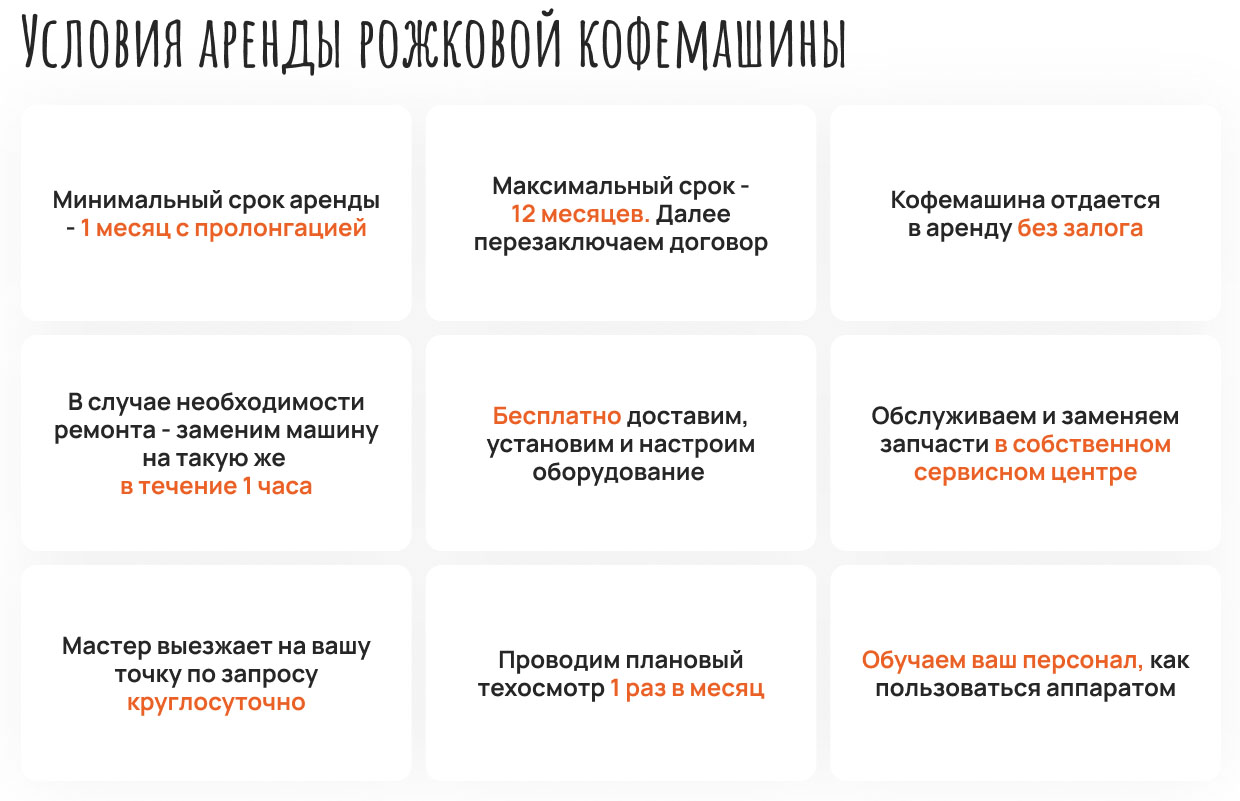 Условия аренды рожковой кофемашины
Минимальный срок аренды
- 1 месяц с пролонгацией
Максимальный срок -
12 месяцев. Далее
перезаключаем договор
Кофемашина отдается
в аренду без залога
В случае необходимости
ремонта - заменим машину
на такую же
в течение 1 часа
Бесплатно доставим,
установим и настроим
оборудование
Обслуживаем и заменяем
запчасти в собственном
сервисном центре
Мастер выезжает на вашу
точку по запросу
круглосуточно
Проводим плановый
техосмотр 1 раз в месяц
Обучаем ваш персонал, как
пользоваться аппаратом